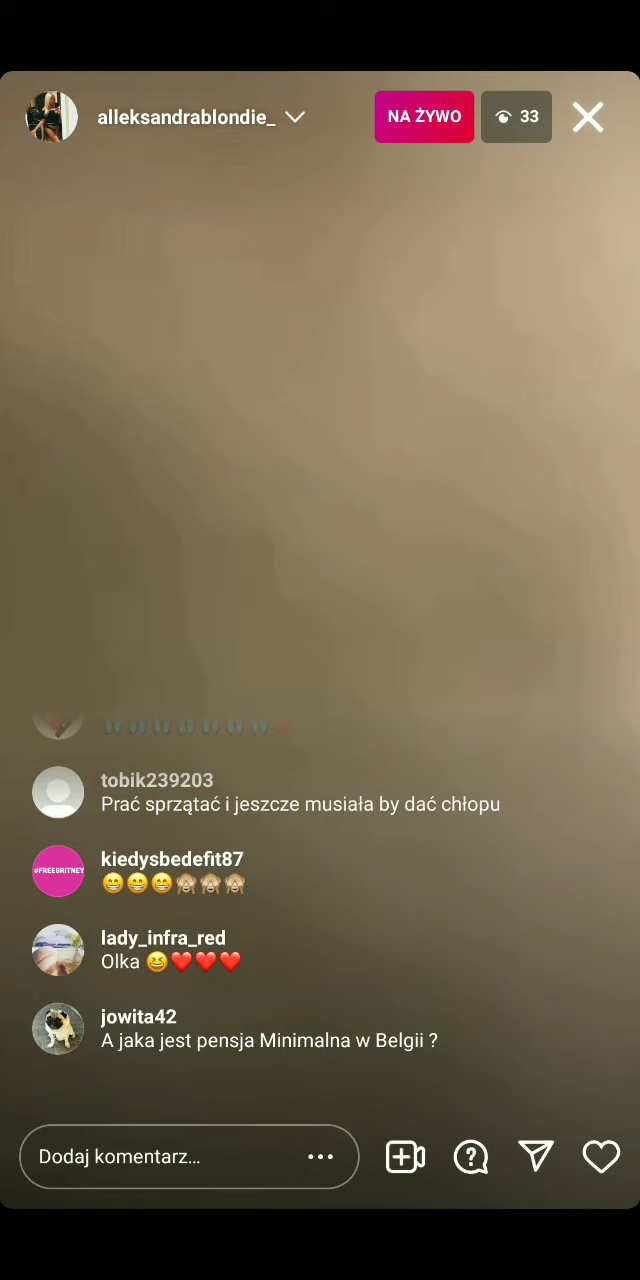 alleksandrablondie_
NA ŻYWO
33
tobik239203
Prać sprzątać i jeszcze musiała by dać chłopu
#FREEBRITNEY
kiedysbedefit87
😁😁😁🙈🙈🙈
lady_infra_red
Olka 😆❤️❤️❤️
jowita42
A jaka jest pensja Minimalna w Belgii ?
Dodaj komentarz...